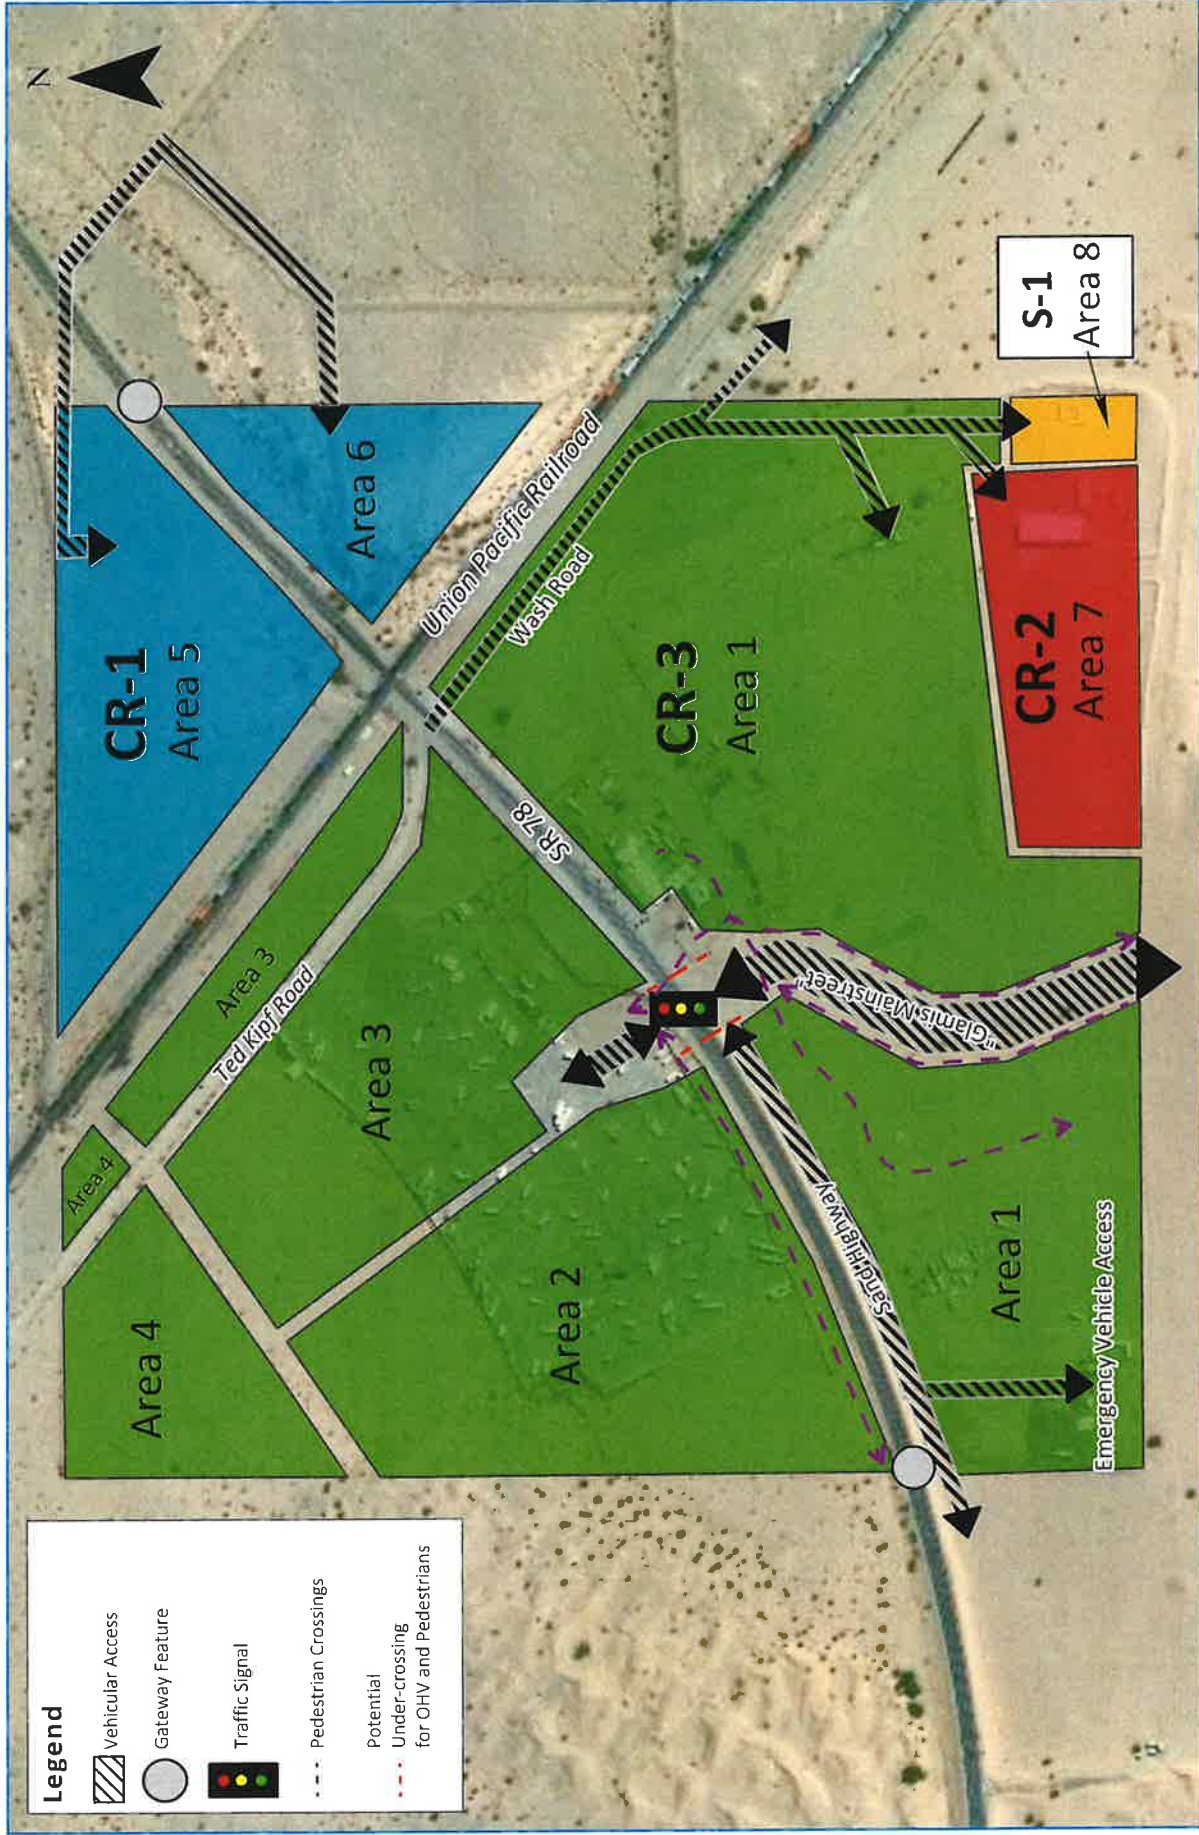 Legend
Vehicular Access
Gateway Feature
Traffic Signal
Pedestrian Crossings
Potential
Under-crossing
for OHV and Pedestrians
N
CR-1
Area 5
Area 6
Union Pacific Railroad
Wash Road
SR 78
Area 4
Area 4
Area 3
Ted Kipf Road
Area 3
Area 2
CR-3
Area 1
"Glamis Mainstreet"
Sand Highway
Area 1
Emergency Vehicle Access
CR-2
Area 7
S-1
Area 8